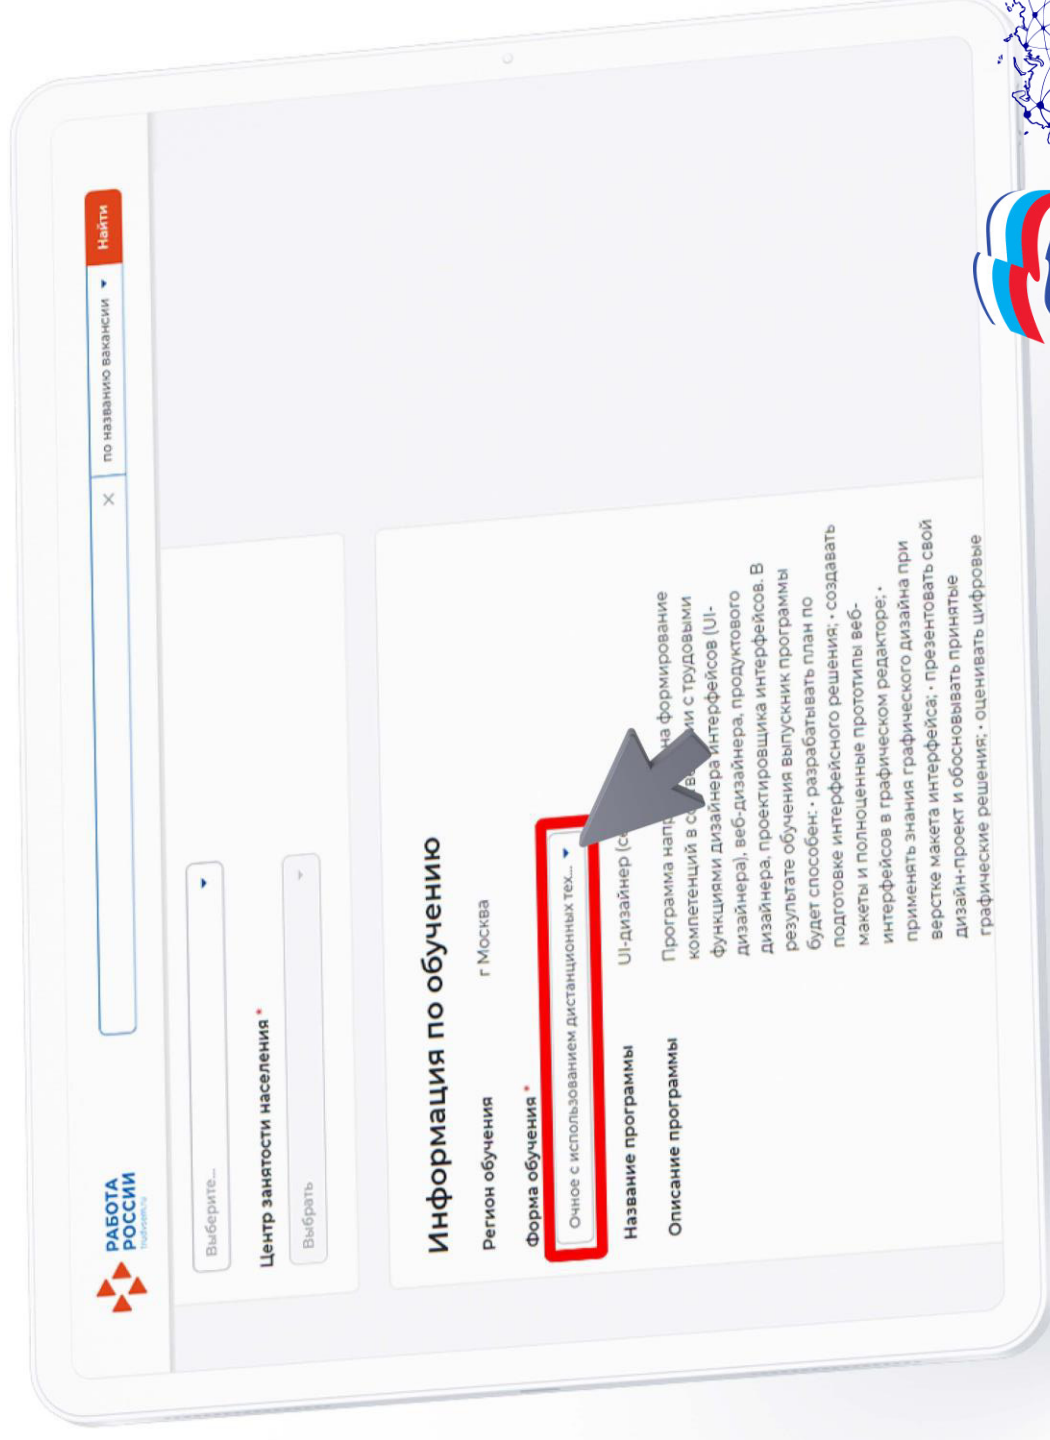 РАБОТА
РОССИИ
trudvsem.ru
по названию вакансии
Найти
Выберите...
Центр занятости населения *
Выбрать
Информация по обучению
Регион обучения
г Москва
Форма обучения *
Очное с использованием дистанционных тех...
Название программы
UI-дизайнер
Описание программы
Программа на формирование
компетенций в с трудовыми
функциями дизайнера интерфейсов (UI-
дизайнера), веб-дизайнера, продуктового
дизайнера, проектировщика интерфейсов. В
результате обучения выпускник программы
будет способен: • разрабатывать план по
подготовке интерфейсного решения; • создавать
макеты и полноценные прототипы веб-
интерфейсов в графическом редакторе; •
применять знания графического дизайна при
верстке макета интерфейса; • презентовать свой
дизайн-проект и обосновывать принятые
графические решения; • оценивать цифровые